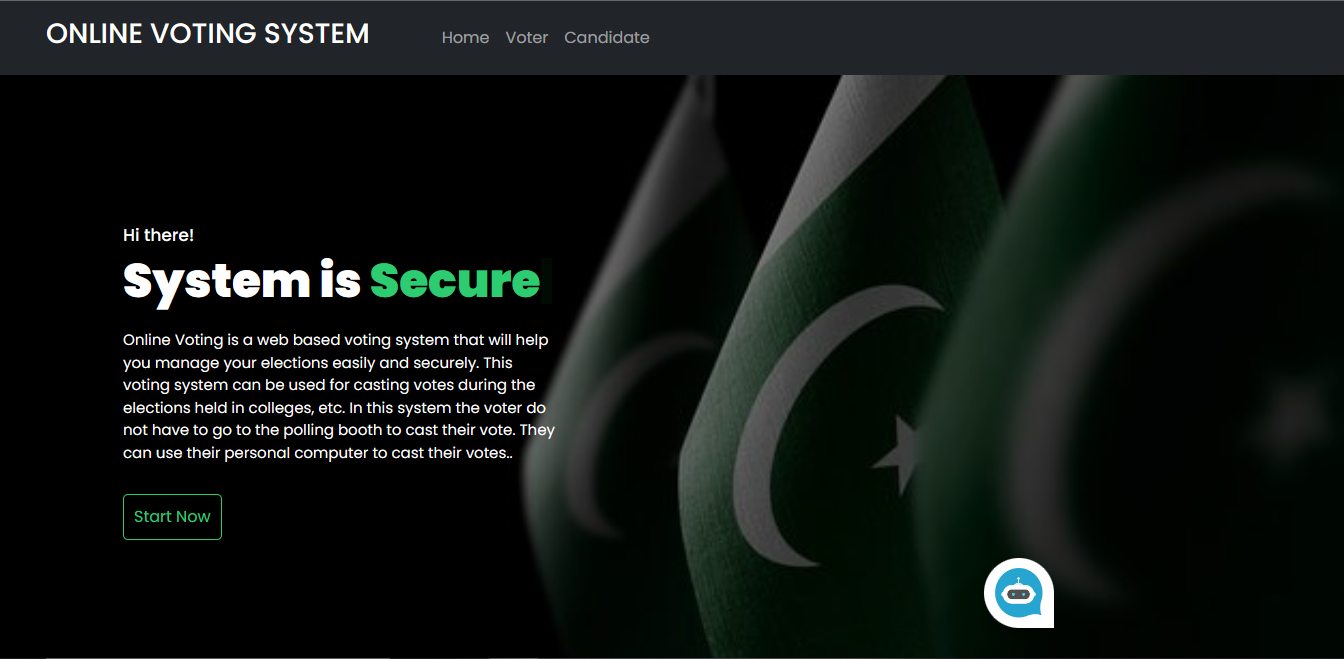 ONLINE VOTING SYSTEM
Home Voter Candidate
Hi there!
System is Secure
Online Voting is a web based voting system that will help
you manage your elections easily and securely. This
voting system can be used for casting votes during the
elections held in colleges, etc. In this system the voter do
not have to go to the polling booth to cast their vote. They
can use their personal computer to cast their votes..
Start Now